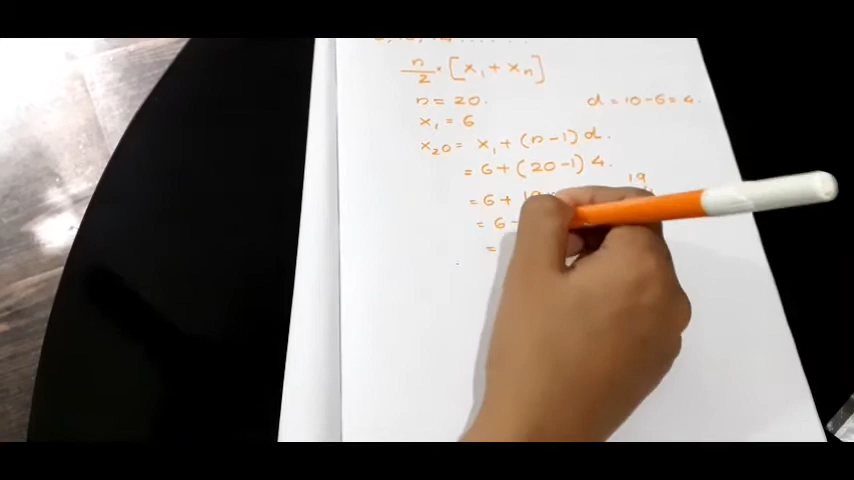 n/2 · [x₁ + xₙ]
n = 20.
d = 10-6 = 4.
x₁ = 6
x₂₀ = x₁ + (n-1) d.
= 6 + (20-1) 4.
19
= 6 +
= 6
=